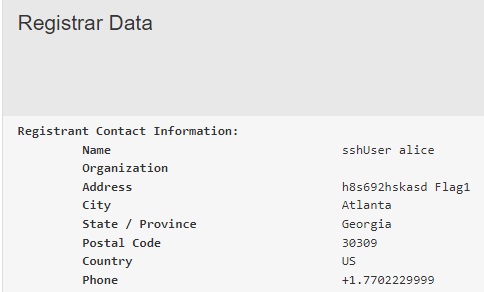 Registrar Data
Registrant Contact Information:
Name sshUser alice
Organization
Address h8s692hskasd Flag1
City Atlanta
State / Province Georgia
Postal Code 30309
Country US
Phone +1.7702229999